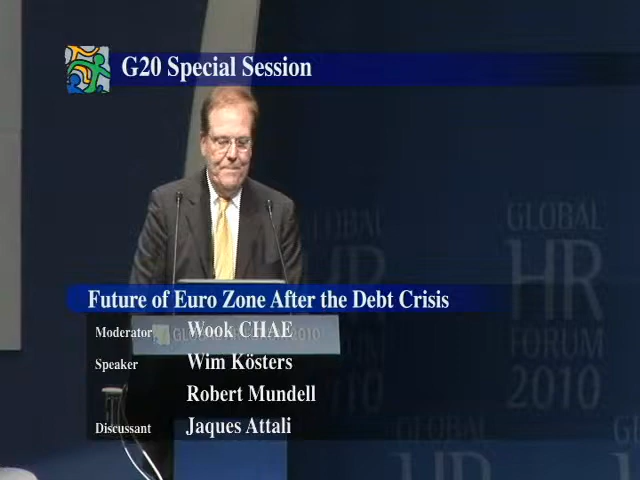 G20 Special Session
GLOBAL
HR
FORUM
2010
Future of Euro Zone After the Debt Crisis
Moderator Wook CHAE
Speaker Wim Kösters
Robert Mundell
Discussant Jaques Attali